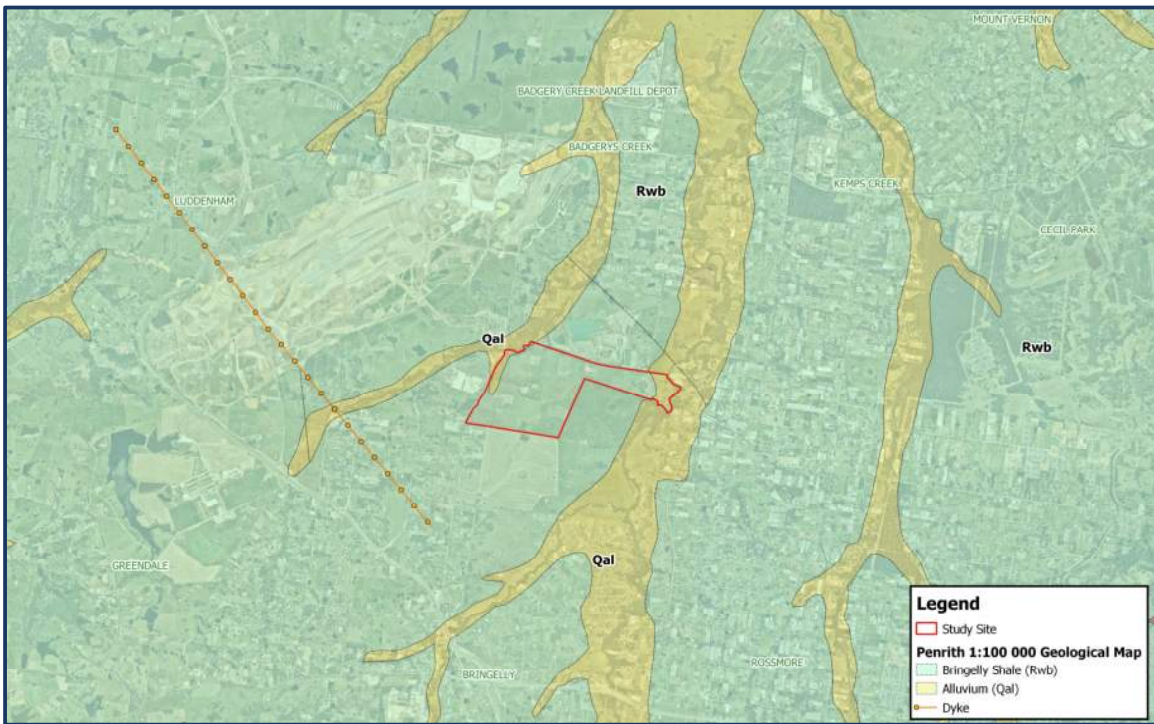 MOUNT VERNON
BADGERY CREEK LANDFILL DEPOT
BADGERYS CREEK
Rwb
KEMPS CREEK
LUDDENHAM
CECIL PARK
Qal
Rwb
Qal
GREENDALE
BRINGELLY
ROSSMORE
Legend
Study Site
Penrith 1:100 000 Geological Map
Bringelly Shale (Rwb)
Alluvium (Qal)
Dyke